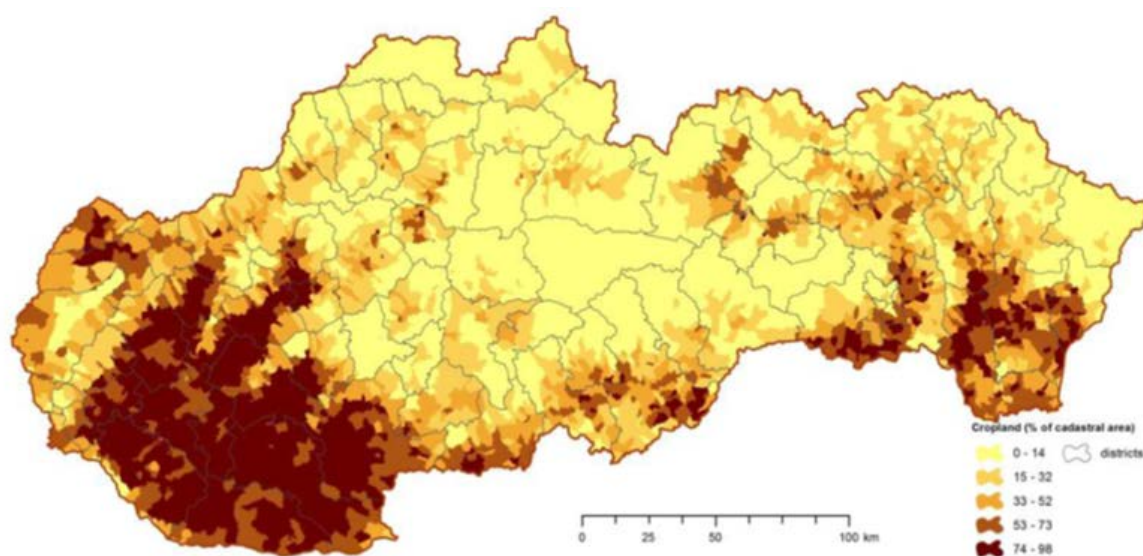 Cropland (% of cadastral area)
0 - 14 districts
15 - 32
33 - 52
53 - 73
74 - 98
0 25 50 100 km